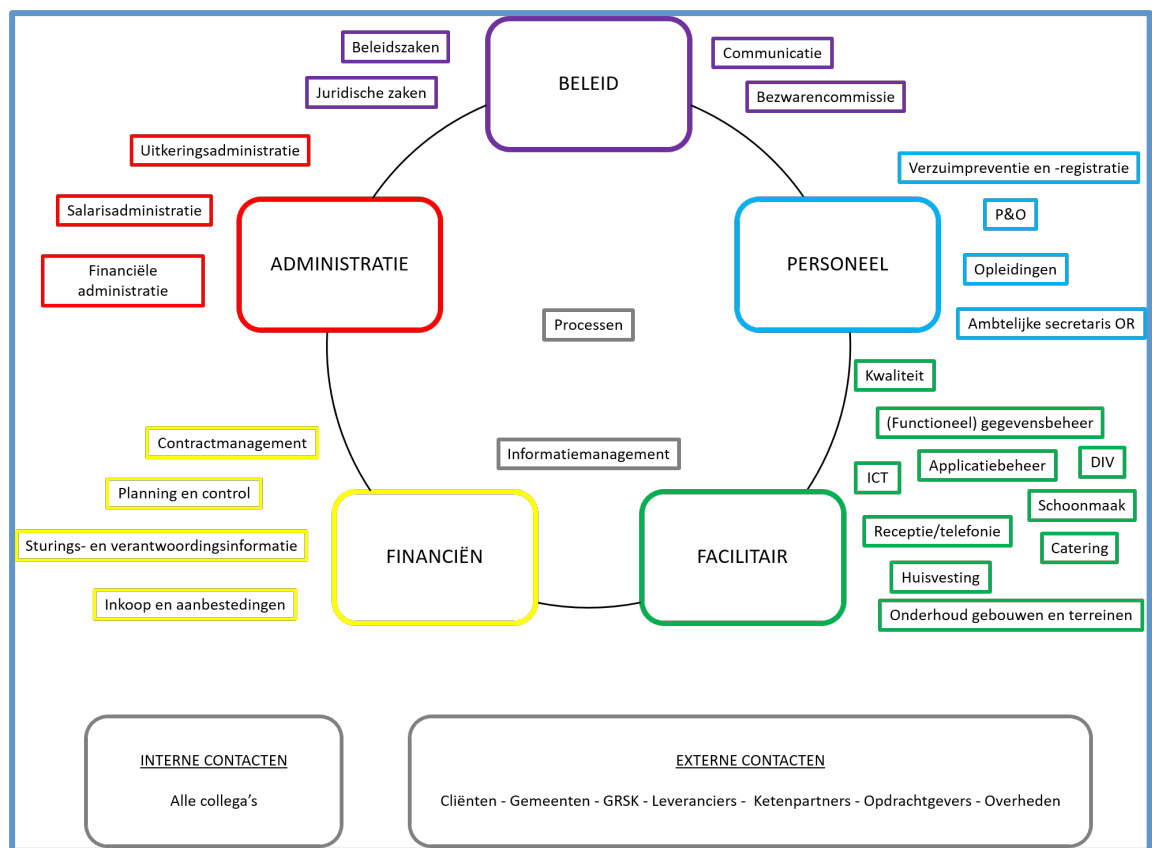 Beleidszaken
Communicatie
BELEID
Juridische zaken
Bezwarencommissie
Uitkeringsadministratie
Verzuimpreventie en -registratie
Salarisadministratie
P&O
ADMINISTRATIE
PERSONEEL
Financiële
administratie
Opleidingen
Processen
Ambtelijke secretaris OR
Kwaliteit
(Functioneel) gegevensbeheer
Contractmanagement
Informatiemanagement
Applicatiebeheer
DIV
ICT
Planning en control
Schoonmaak
Receptie/telefonie
Sturings- en verantwoordingsinformatie
Catering
FINANCIËN
FACILITAIR
Huisvesting
Inkoop en aanbestedingen
Onderhoud gebouwen en terreinen
INTERNE CONTACTEN
Alle collega's
EXTERNE CONTACTEN
Cliënten - Gemeenten - GRSK - Leveranciers -  Ketenpartners - Opdrachtgevers - Overheden